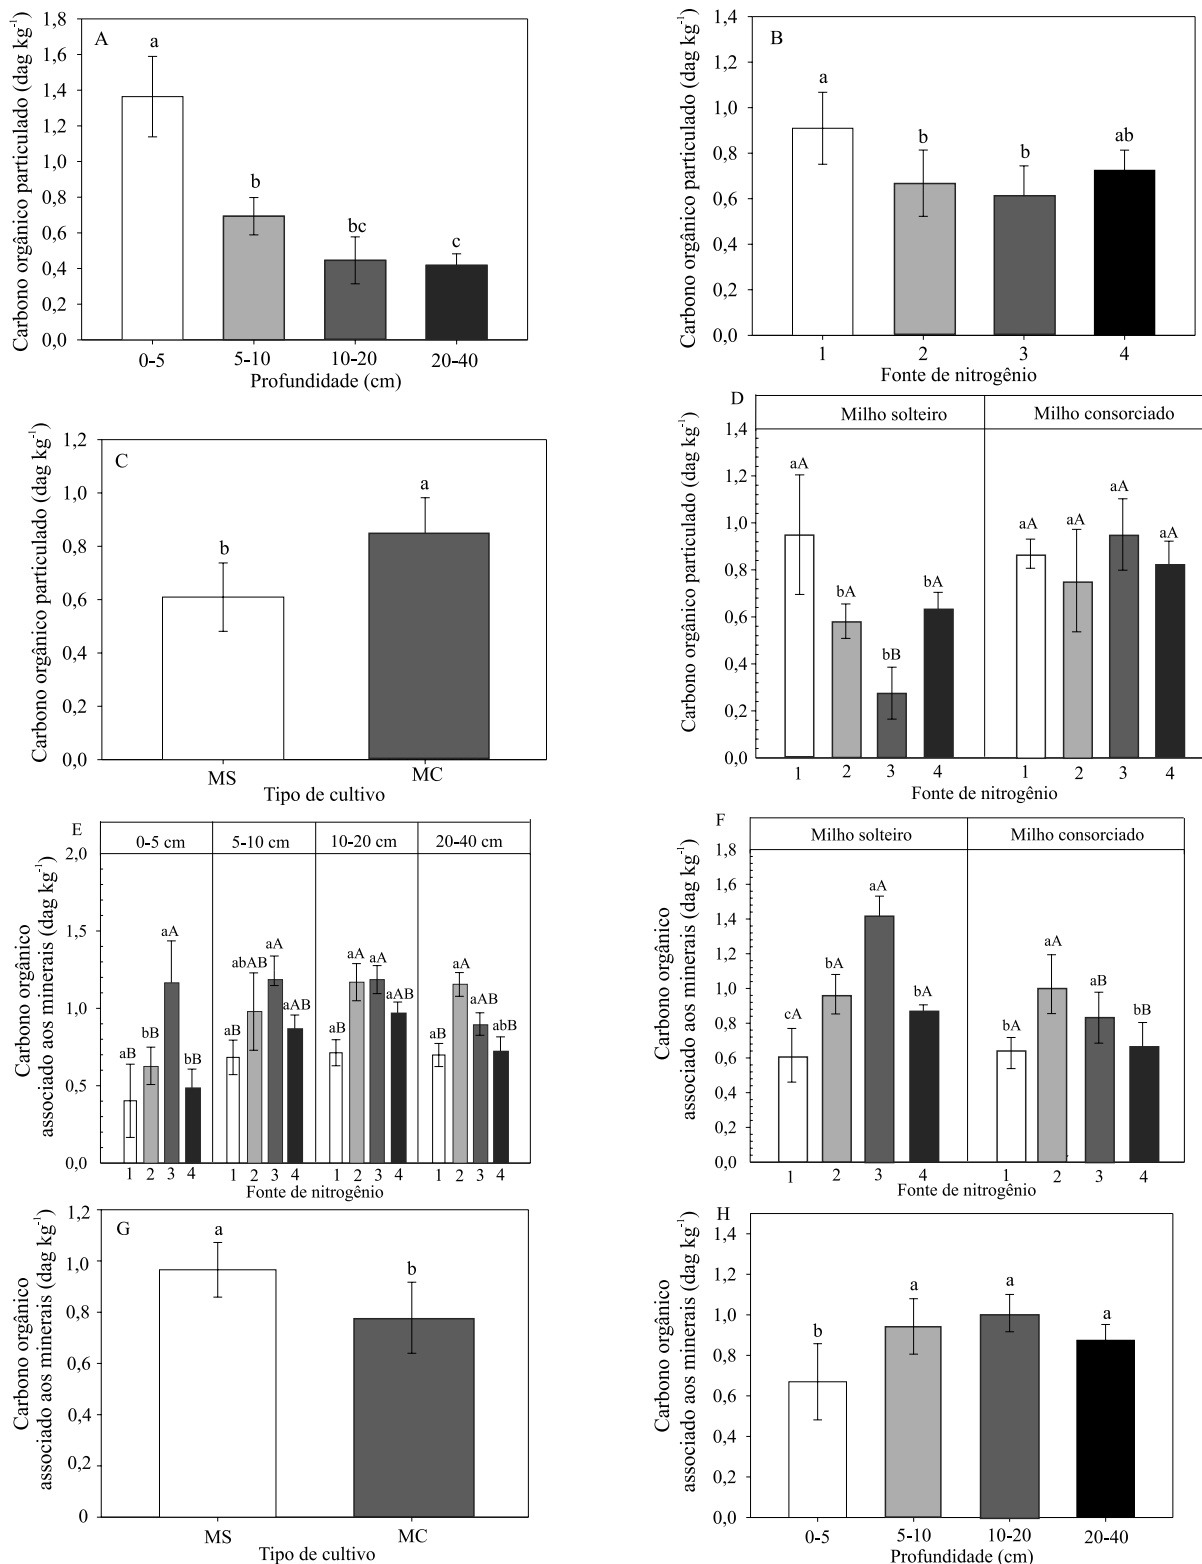 Carbono orgânico particulado (dag kg-1)
A
1,8
1,6
1,4
1,2
1,0
0,8
0,6
0,4
0,2
0,0
a
b
bc
c
0-5
5-10
10-20
20-40
Profundidade (cm)
Carbono orgânico particulado (dag kg-1)
B
1,4
1,2
1,0
0,8
0,6
0,4
0,2
0,0
a
b
b
ab
1
2
3
4
Fonte de nitrogênio
Carbono orgânico particulado (dag kg-1)
C
1,2
1,0
0,8
0,6
0,4
0,2
0,0
b
a
MS
MC
Tipo de cultivo
Carbono orgânico particulado (dag kg-1)
D
Milho solteiro
Milho consorciado
1,4
1,2
1,0
0,8
0,6
0,4
0,2
0,0
aA
bA
bB
bA
aA
aA
aA
aA
1
2
3
4
1
2
3
4
Fonte de nitrogênio
Carbono orgânico
associado aos minerais (dag kg-1)
E
0-5 cm
5-10 cm
10-20 cm
20-40 cm
2,0
1,5
1,0
0,5
0,0
aB
bB
aA
bB
aB
abAB
aA
aAB
aB
aA
aA
aAB
aB
aA
aAB
abB
1 2 3 4
1 2 3 4
1 2 3 4
1 2 3 4
Fonte de nitrogênio
Carbono orgânico
associado aos minerais (dag kg-1)
F
Milho solteiro
Milho consorciado
1,8
1,6
1,4
1,2
1,0
0,8
0,6
0,4
0,2
0,0
cA
bA
aA
bA
bA
aA
aB
bB
1
2
3
4
1
2
3
4
Fonte de nitrogênio
Carbono orgânico
associado aos minerais (dag kg-1)
G
1,2
1,0
0,8
0,6
0,4
0,2
0
a
b
MS
MC
Tipo de cultivo
Carbono orgânico
associado aos minerais (dag kg-1)
H
1,4
1,2
1,0
0,8
0,6
0,4
0,2
0,0
b
a
a
a
0-5
5-10
10-20
20-40
Profundidade (cm)